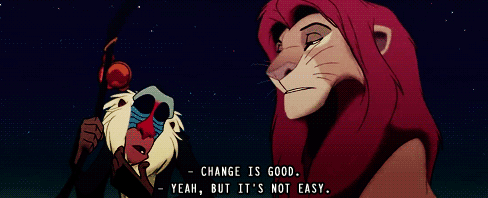 - CHANGE IS GOOD.
- YEAH, BUT IT'S NOT EASY.